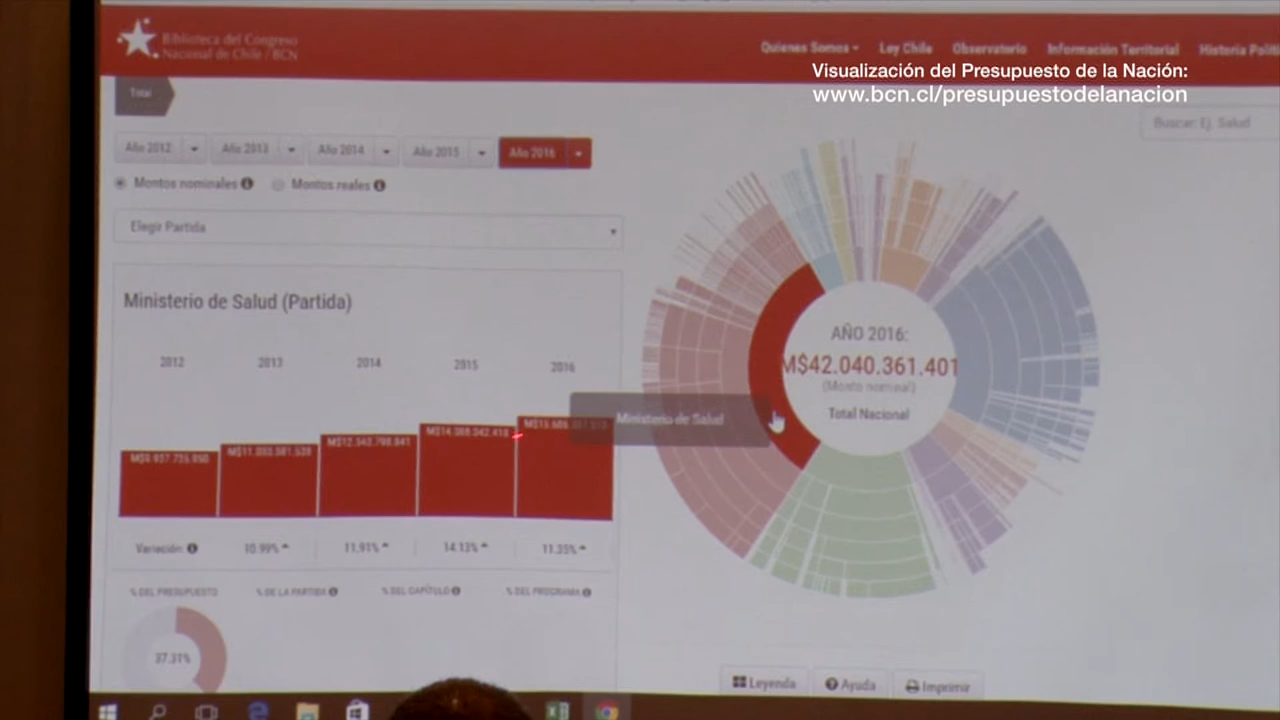 Biblioteca del Congreso
Nacional de Chile / BCN
Quienes Somos
Ley Chile
Observatorio
Información Territorial
Visualización del Presupuesto de la Nación:
www.bcn.cl/presupuestodelanacion
Total
Buscar: Ej. Salud
Año 2012
Año 2013
Año 2014
Año 2015
Año 2016
Montos nominales
Montos reales
Elegir Partida
Ministerio de Salud (Partida)
2012 2013 2014 2015 2016
AÑO 2016:
M$42.040.361.401
(Monto nominal)
Total Nacional
Ministerio de Salud
Variación: 10.99% 11.91% 14.13% 11.25%
% DEL PRESUPUESTO
% DE LA PARTIDA
% DEL CAPÍTULO
% DEL PROGRAMA
37.31%
Leyenda
Ayuda
Imprimir